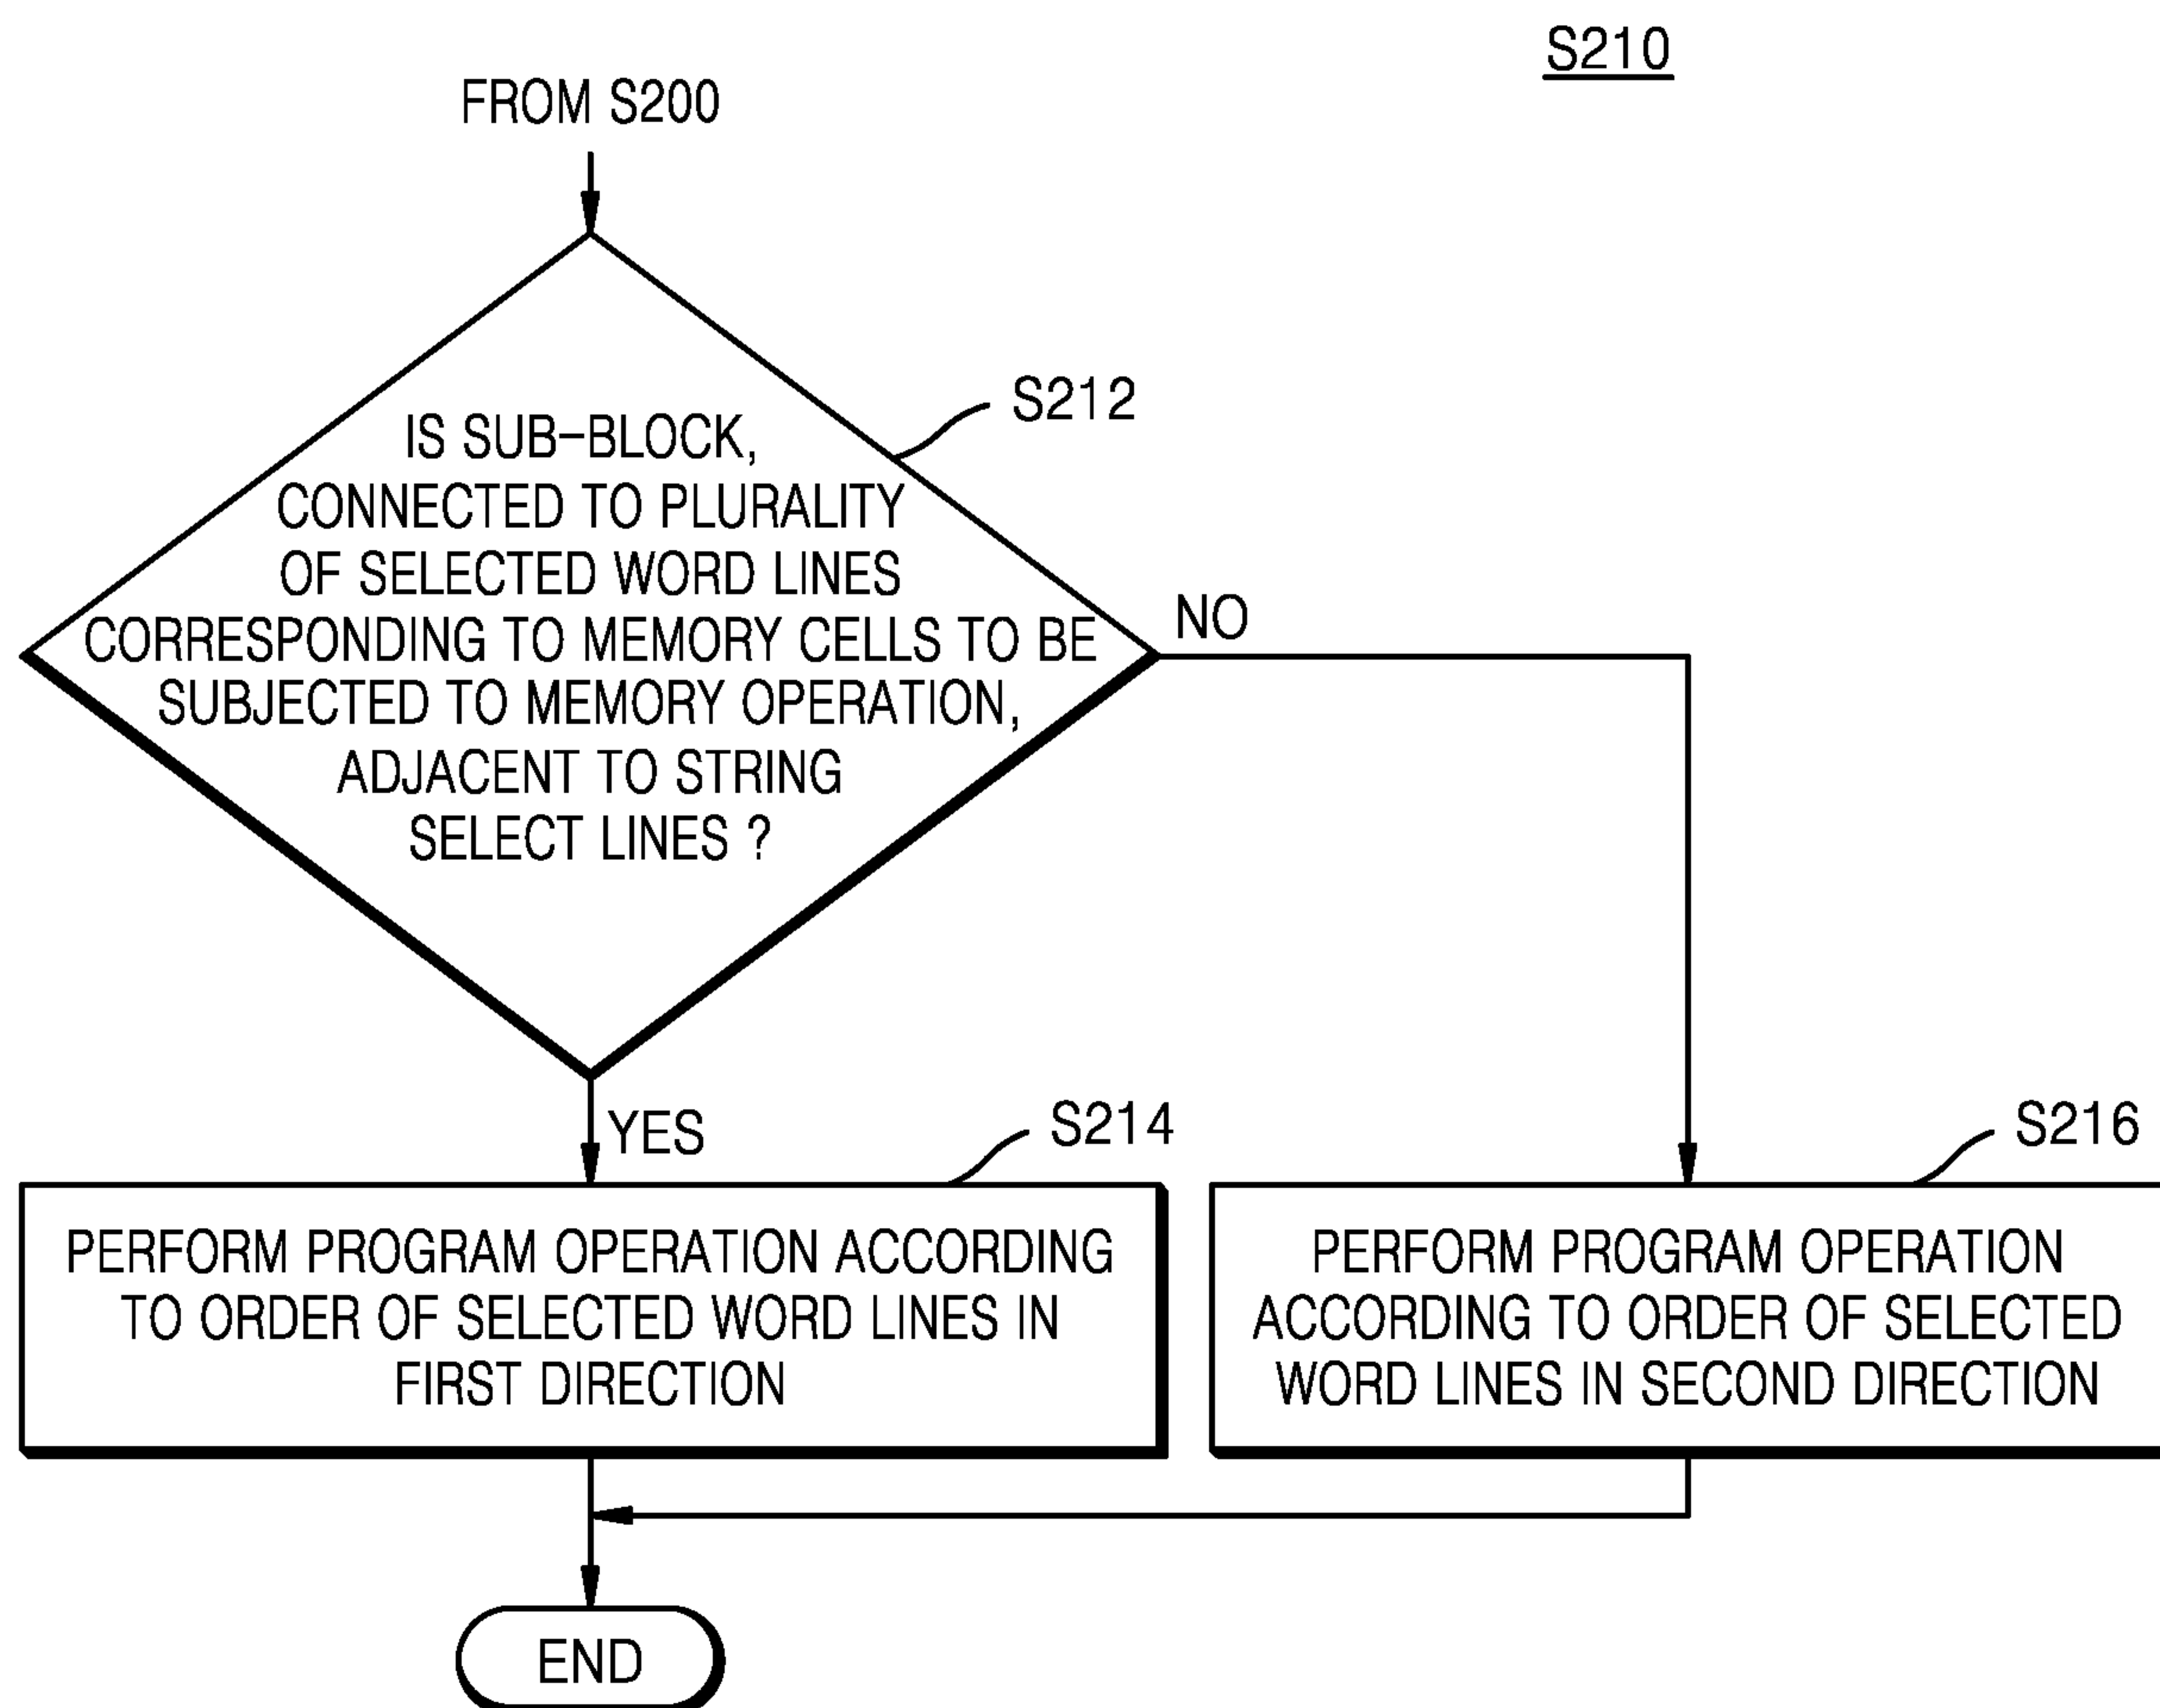 S210
FROM S200
S212
IS SUB-BLOCK,
CONNECTED TO PLURALITY
OF SELECTED WORD LINES
CORRESPONDING TO MEMORY CELLS TO BE
SUBJECTED TO MEMORY OPERATION,
ADJACENT TO STRING
SELECT LINES ?
NO
YES
S214
PERFORM PROGRAM OPERATION ACCORDING
TO ORDER OF SELECTED WORD LINES IN
FIRST DIRECTION
S216
PERFORM PROGRAM OPERATION
ACCORDING TO ORDER OF SELECTED
WORD LINES IN SECOND DIRECTION
END